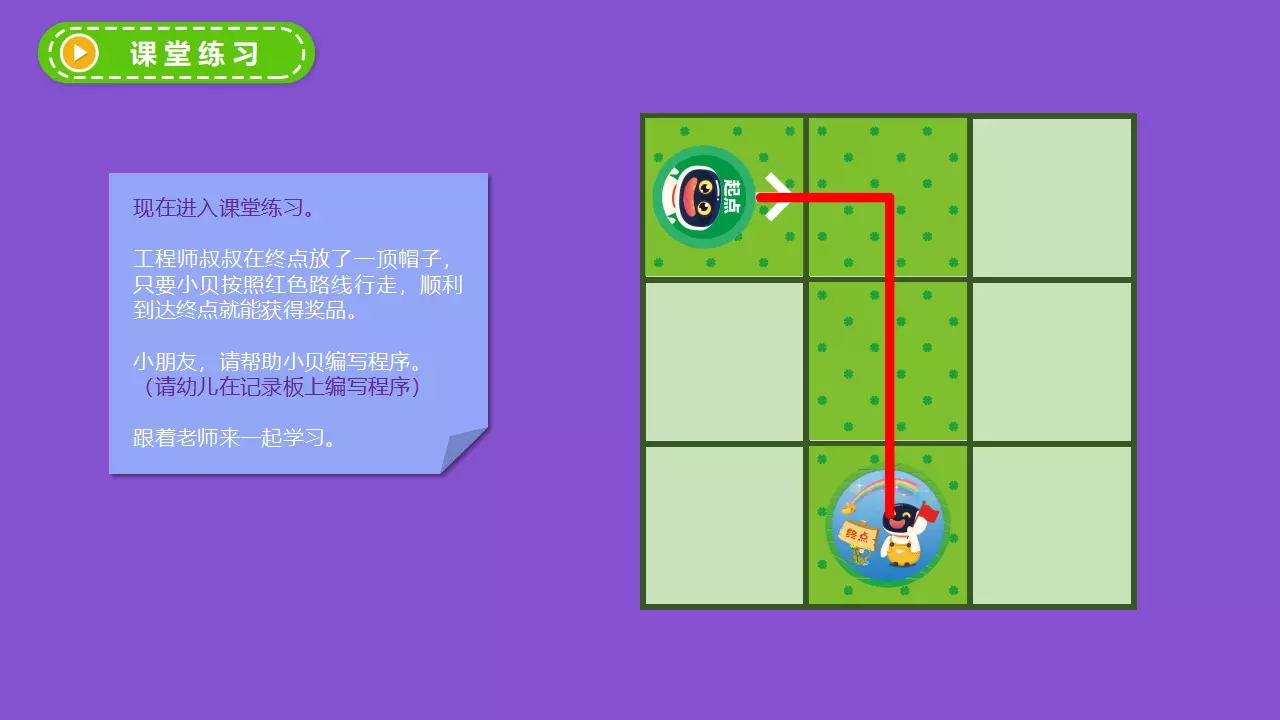 课堂练习
现在进入课堂练习。
工程师叔叔在终点放了一顶帽子，
只要小贝按照红色路线行走，顺利
到达终点就能获得奖品。
小朋友，请帮助小贝编写程序。
（请幼儿在记录板上编写程序）
跟着老师来一起学习。
起点
终点